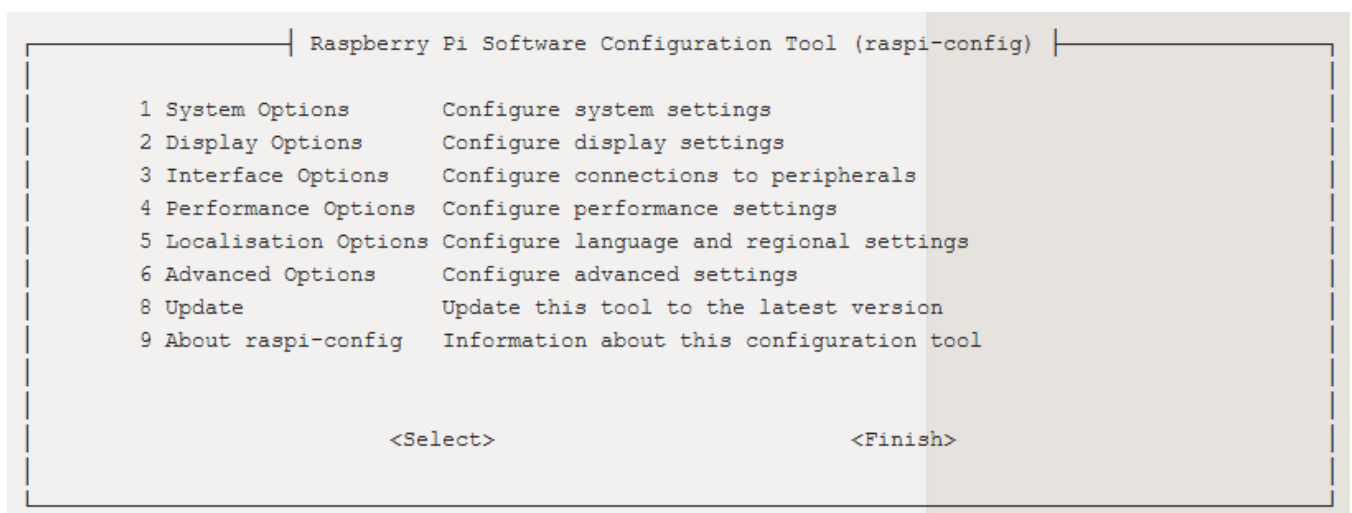 Raspberry Pi Software Configuration Tool (raspi-config)
1 System Options Configure system settings
2 Display Options Configure display settings
3 Interface Options Configure connections to peripherals
4 Performance Options Configure performance settings
5 Localisation Options Configure language and regional settings
6 Advanced Options Configure advanced settings
8 Update Update this tool to the latest version
9 About raspi-config Information about this configuration tool
<Select> <Finish>